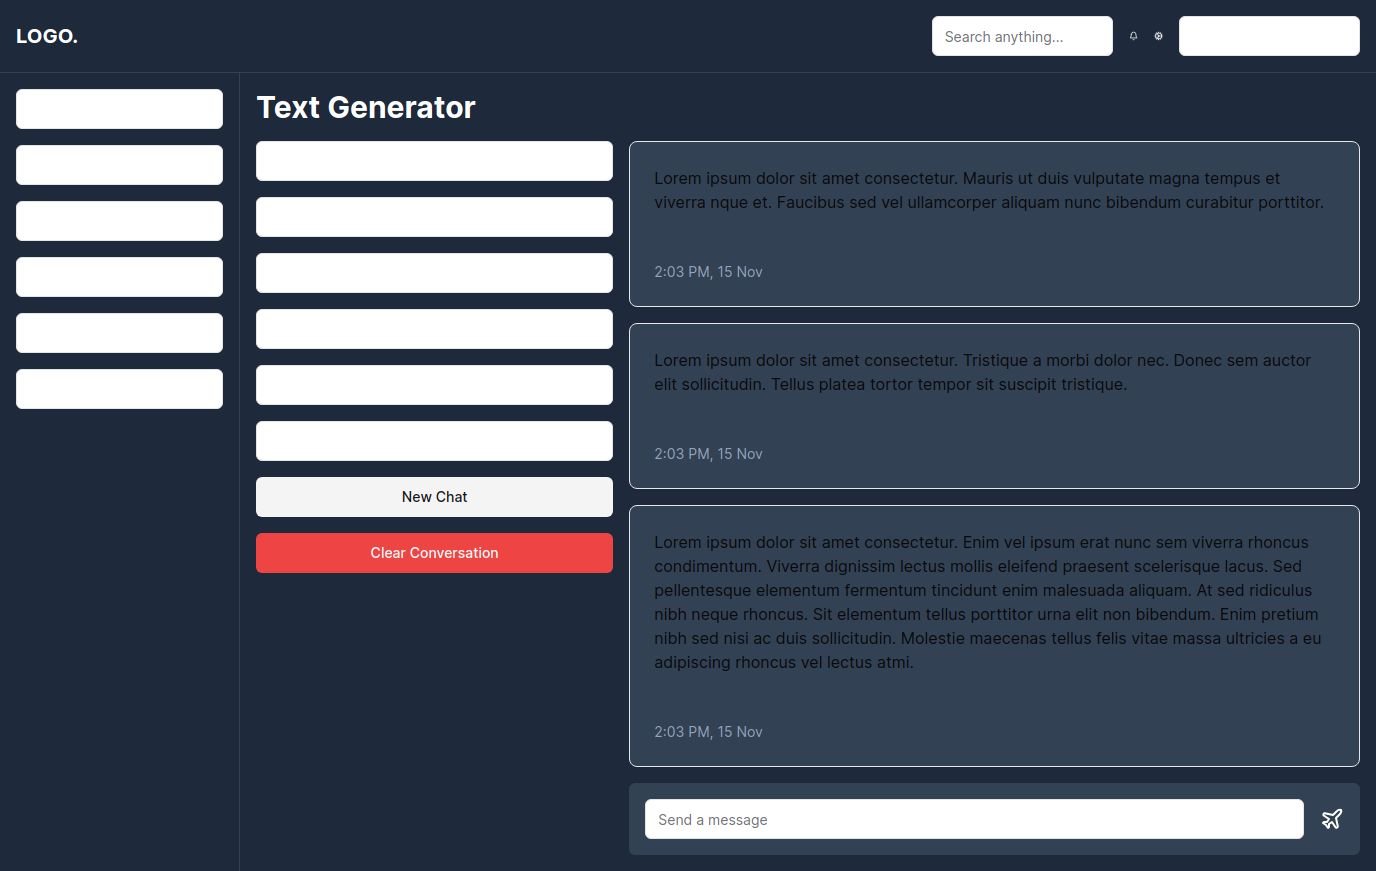 LOGO.
Search anything...
Text Generator
New Chat
Clear Conversation
Lorem ipsum dolor sit amet consectetur. Mauris ut duis vulputate magna tempus et
viverra nque et. Faucibus sed vel ullamcorper aliquam nunc bibendum curabitur porttitor.
2:03 PM, 15 Nov
Lorem ipsum dolor sit amet consectetur. Tristique a morbi dolor nec. Donec sem auctor
elit sollicitudin. Tellus platea tortor tempor sit suscipit tristique.
2:03 PM, 15 Nov
Lorem ipsum dolor sit amet consectetur. Enim vel ipsum erat nunc sem viverra rhoncus
condimentum. Viverra dignissim lectus mollis eleifend praesent scelerisque lacus. Sed
pellentesque elementum fermentum tincidunt enim malesuada aliquam. At sed ridiculus
nibh neque rhoncus. Sit elementum tellus porttitor urna elit non bibendum. Enim pretium
nibh sed nisi ac duis sollicitudin. Molestie maecenas tellus felis vitae massa ultricies a eu
adipiscing rhoncus vel lectus atmi.
2:03 PM, 15 Nov
Send a message